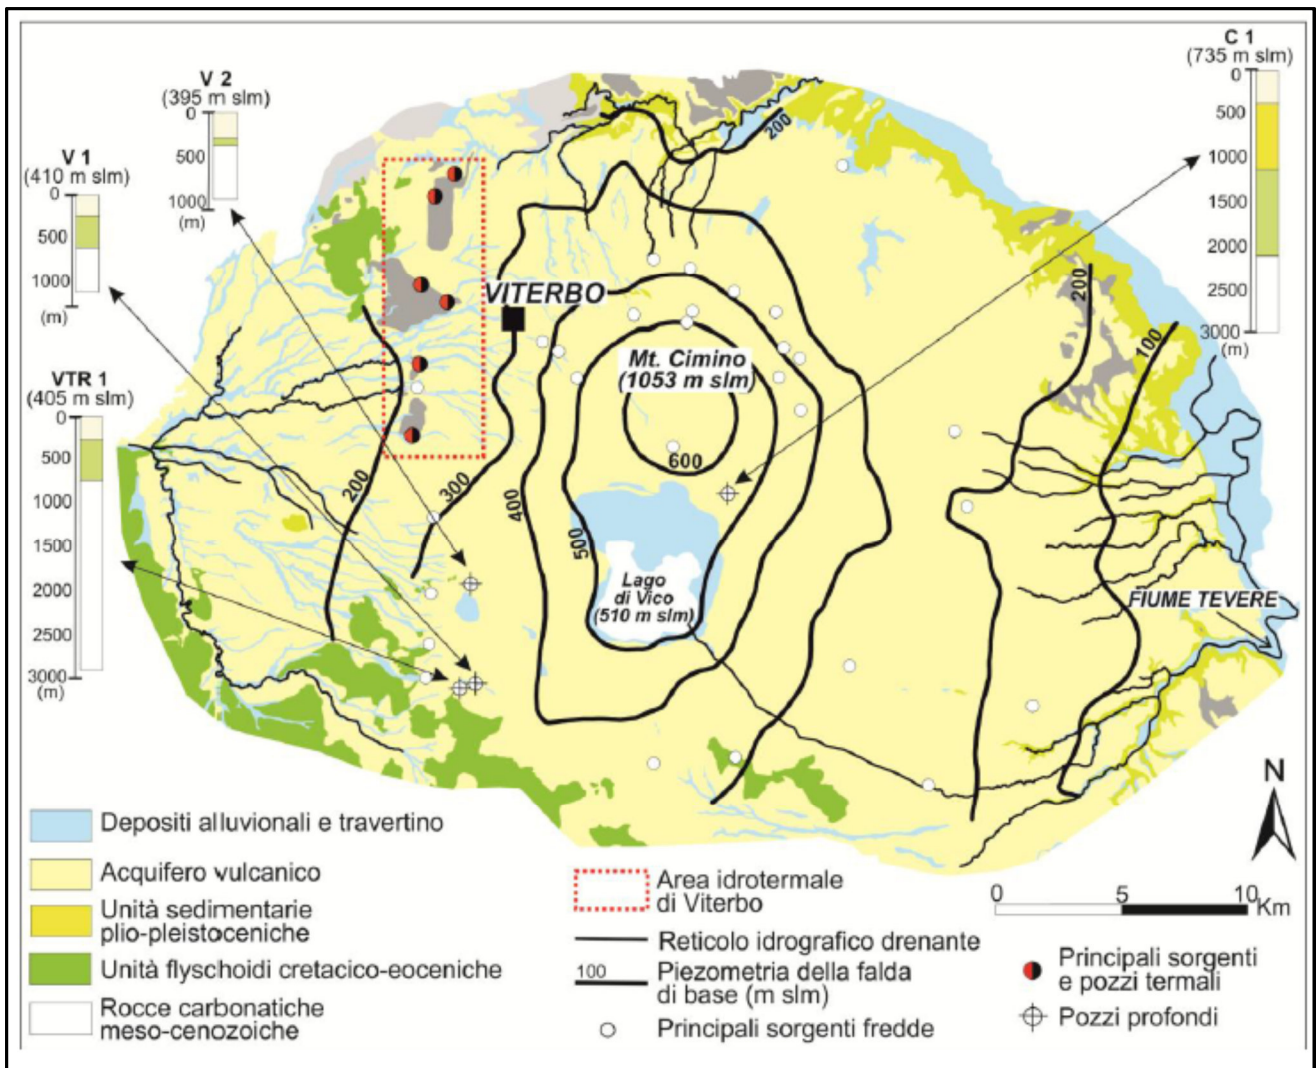 C 1
(735 m slm)
0
500
1000
1500
2000
2500
3000
(m)
V 2
(395 m slm)
0
500
1000
(m)
V 1
(410 m slm)
0
500
1000
(m)
VTR 1
(405 m slm)
0
500
1000
1500
2000
2500
3000
(m)
200
VITERBO
Mt. Cimino
(1053 m slm)
600
200
100
200
300
400
500
Lago
di Vico
(510 m slm)
FIUME TEVERE
N
Depositi alluvionali e travertino
Acquifero vulcanico
Unità sedimentarie
plio-pleistoceniche
Unità flyschoidi cretacico-eoceniche
Rocce carbonatiche
meso-cenozoiche
Area idrotermale
di Viterbo
Reticolo idrografico drenante
100
Piezometria della falda
di base (m slm)
Principali sorgenti fredde
0 5 10
Km
Principali sorgenti
e pozzi termali
Pozzi profondi